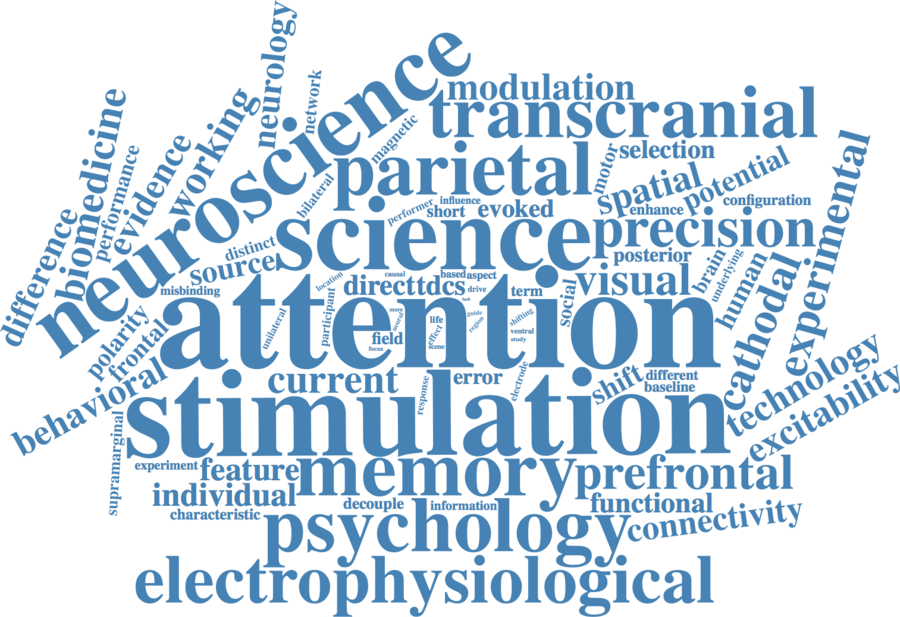 neurology
neuroscience
network
modulation
transcranial
biomedicine
working
magnetic
evidence
performance
parietal
motor
selection
experimental
difference
bilateral
spatial
potential
performer
influence
short
evoked
enhance
configuration
science
precision
distinct
source
posterior
brain
underlying
human
misbinding
location
causal
based
aspect
directtdcs
drive
term
visual
social
cathodal
attention
participant
unilateral
more
neural
field
focus
life
effect
scene
task
guide
region
shifting
ventral
study
polarity
frontal
behavioral
current
response
error
electrode
shift
different
baseline
technology
excitability
stimulation
supramarginal
experiment
feature
memory
prefrontal
individual
characteristic
decouple
information
functional
connectivity
psychology
electrophysiological